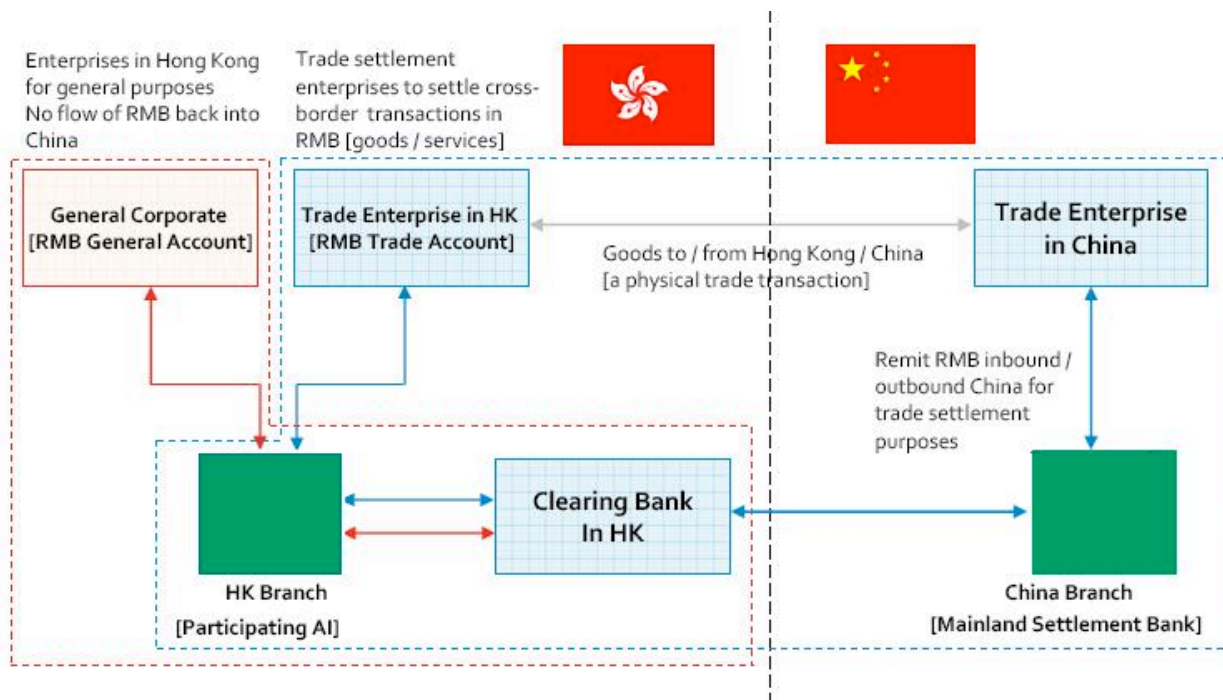 Enterprises in Hong Kong
for general purposes
No flow of RMB back into
China
Trade settlement
enterprises to settle cross-
border transactions in
RMB [goods / services]
General Corporate
[RMB General Account]
Trade Enterprise in HK
[RMB Trade Account]
Trade Enterprise
in China
Goods to / from Hong Kong / China
[a physical trade transaction]
Remit RMB inbound /
outbound China for
trade settlement
purposes
Clearing Bank
In HK
HK Branch
[Participating AI]
China Branch
[Mainland Settlement Bank]